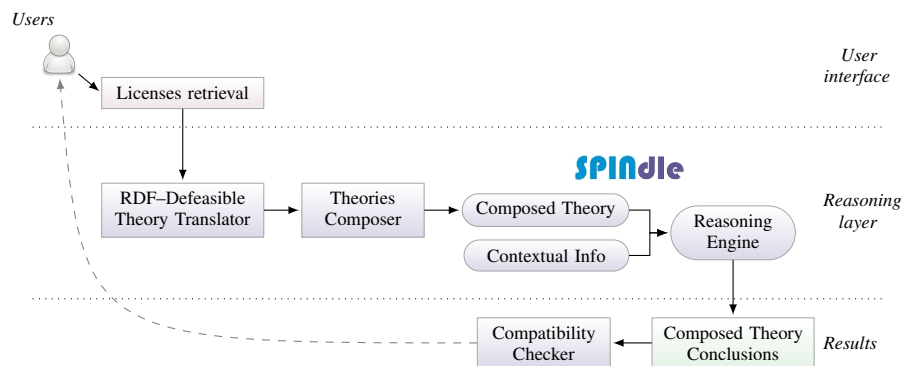 Users
User
interface
Licenses retrieval
SPINdle
RDF–Defeasible
Theory Translator
Theories
Composer
Composed Theory
Contextual Info
Reasoning
Engine
Reasoning
layer
Compatibility
Checker
Composed Theory
Conclusions
Results